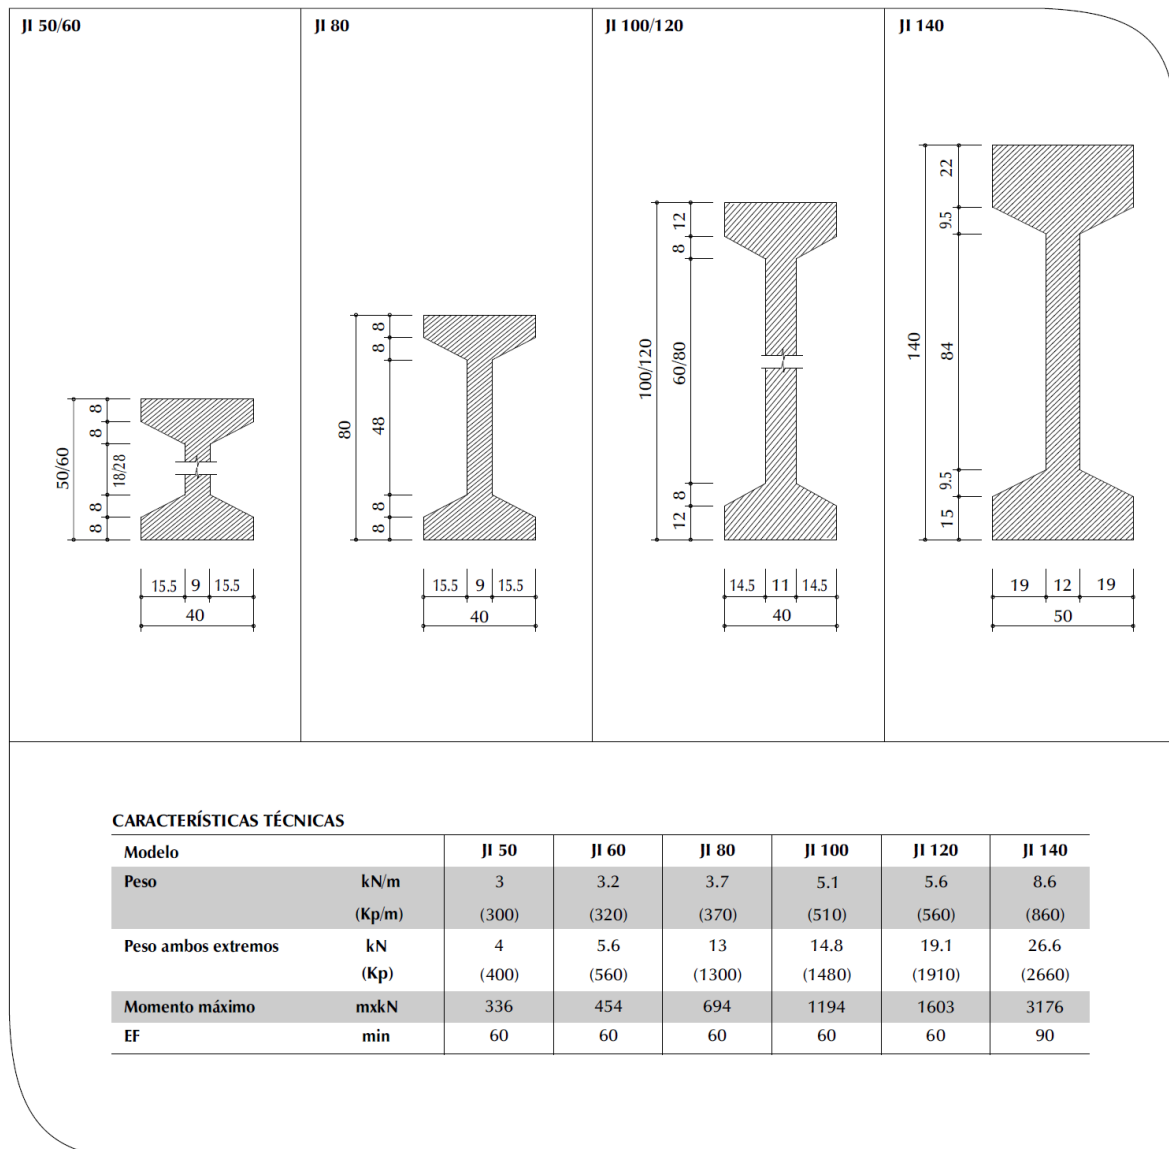 JI 50/60
JI 80
JI 100/120
JI 140
50/60
8
8
18/28
8
8
15.5 9 15.5
40
80
8
8
48
8
8
15.5 9 15.5
40
100/120
12
8
60/80
8
12
14.5 11 14.5
40
140
22
9.5
84
9.5
15
19 12 19
50
CARACTERÍSTICAS TÉCNICAS
Modelo JI 50 JI 60 JI 80 JI 100 JI 120 JI 140
Peso kN/m 3 3.2 3.7 5.1 5.6 8.6
(Kp/m) (300) (320) (370) (510) (560) (860)
Peso ambos extremos kN 4 5.6 13 14.8 19.1 26.6
(Kp) (400) (560) (1300) (1480) (1910) (2660)
Momento máximo mxkN 336 454 694 1194 1603 3176
EF min 60 60 60 60 60 90